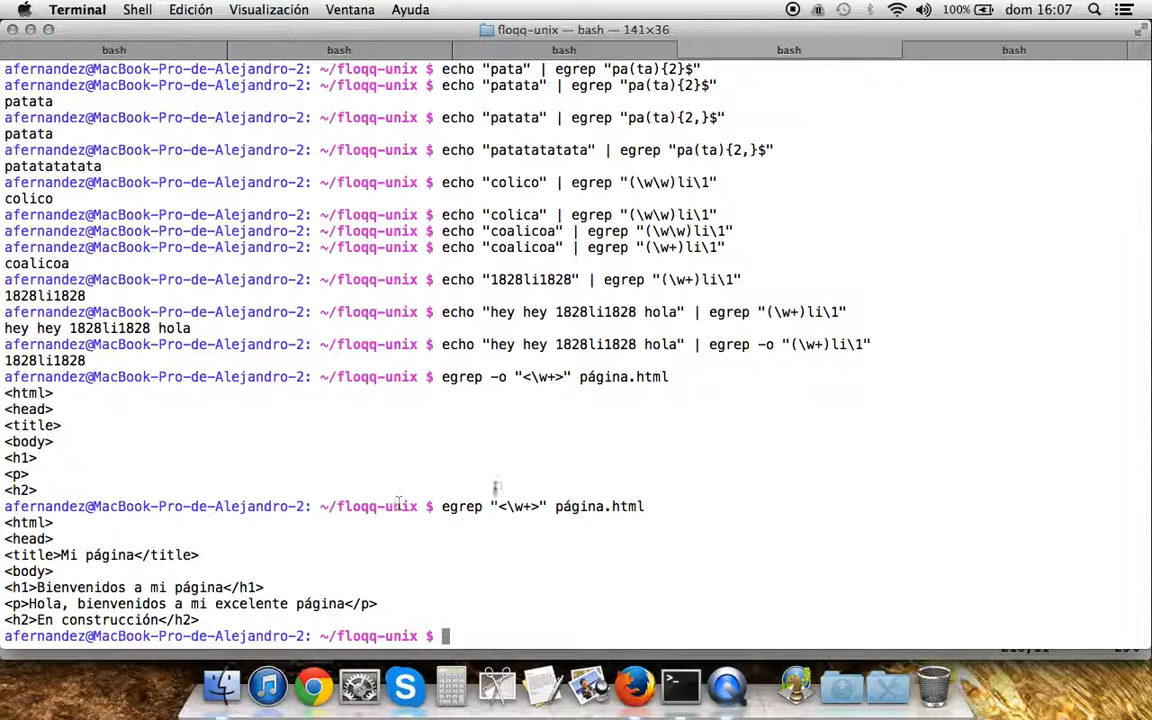 Terminal Shell Edición Visualización Ventana Ayuda 100% dom 16:07
floqq-unix — bash — 141×36
bash bash bash bash bash
afernandez@MacBook-Pro-de-Alejandro-2: ~/floqq-unix $ echo "pata" | egrep "pa(ta){2}$"
afernandez@MacBook-Pro-de-Alejandro-2: ~/floqq-unix $ echo "patata" | egrep "pa(ta){2}$"
patata
afernandez@MacBook-Pro-de-Alejandro-2: ~/floqq-unix $ echo "patata" | egrep "pa(ta){2,}$"
patata
afernandez@MacBook-Pro-de-Alejandro-2: ~/floqq-unix $ echo "patatatatata" | egrep "pa(ta){2,}$"
patatatatata
afernandez@MacBook-Pro-de-Alejandro-2: ~/floqq-unix $ echo "colico" | egrep "(\w\w)li\1"
colico
afernandez@MacBook-Pro-de-Alejandro-2: ~/floqq-unix $ echo "colica" | egrep "(\w\w)li\1"
afernandez@MacBook-Pro-de-Alejandro-2: ~/floqq-unix $ echo "coalicoa" | egrep "(\w\w)li\1"
afernandez@MacBook-Pro-de-Alejandro-2: ~/floqq-unix $ echo "coalicoa" | egrep "(\w+)li\1"
coalicoa
afernandez@MacBook-Pro-de-Alejandro-2: ~/floqq-unix $ echo "1828li1828" | egrep "(\w+)li\1"
1828li1828
afernandez@MacBook-Pro-de-Alejandro-2: ~/floqq-unix $ echo "hey hey 1828li1828 hola" | egrep "(\w+)li\1"
hey hey 1828li1828 hola
afernandez@MacBook-Pro-de-Alejandro-2: ~/floqq-unix $ echo "hey hey 1828li1828 hola" | egrep -o "(\w+)li\1"
1828li1828
afernandez@MacBook-Pro-de-Alejandro-2: ~/floqq-unix $ egrep -o "<\w+>" página.html
<html>
<head>
<title>
<body>
<h1>
<p>
<h2>
afernandez@MacBook-Pro-de-Alejandro-2: ~/floqq-unix $ egrep "<\w+>" página.html
<html>
<head>
<title>Mi página</title>
<body>
<h1>Bienvenidos a mi página</h1>
<p>Hola, bienvenidos a mi excelente página</p>
<h2>En construcción</h2>
afernandez@MacBook-Pro-de-Alejandro-2: ~/floqq-unix $